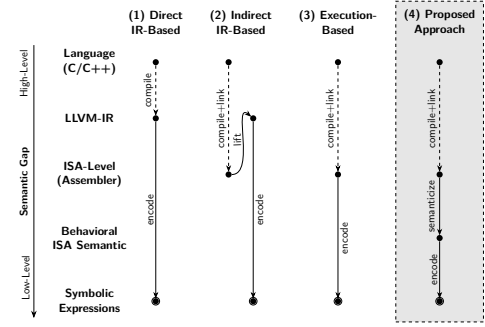 (1) Direct
IR-Based
(2) Indirect
IR-Based
(3) Execution-
Based
(4) Proposed
Approach
High-Level
Semantic Gap
Low-Level
Language
(C/C++)
LLVM-IR
ISA-Level
(Assembler)
Behavioral
ISA Semantic
Symbolic
Expressions
compile
encode
compile+link
lift
encode
compile+link
encode
compile+link
semanticize
encode